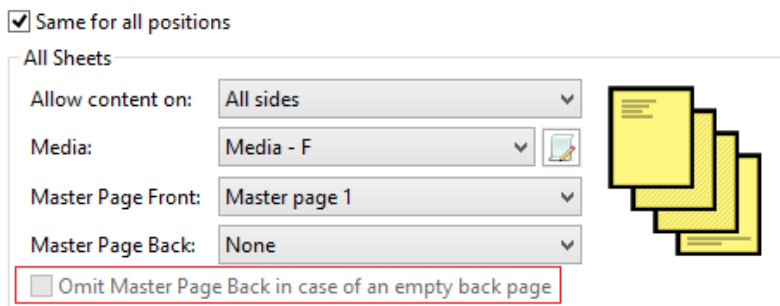 Same for all positions
All Sheets
Allow content on: All sides
Media: Media - F
Master Page Front: Master page 1
Master Page Back: None
Omit Master Page Back in case of an empty back page